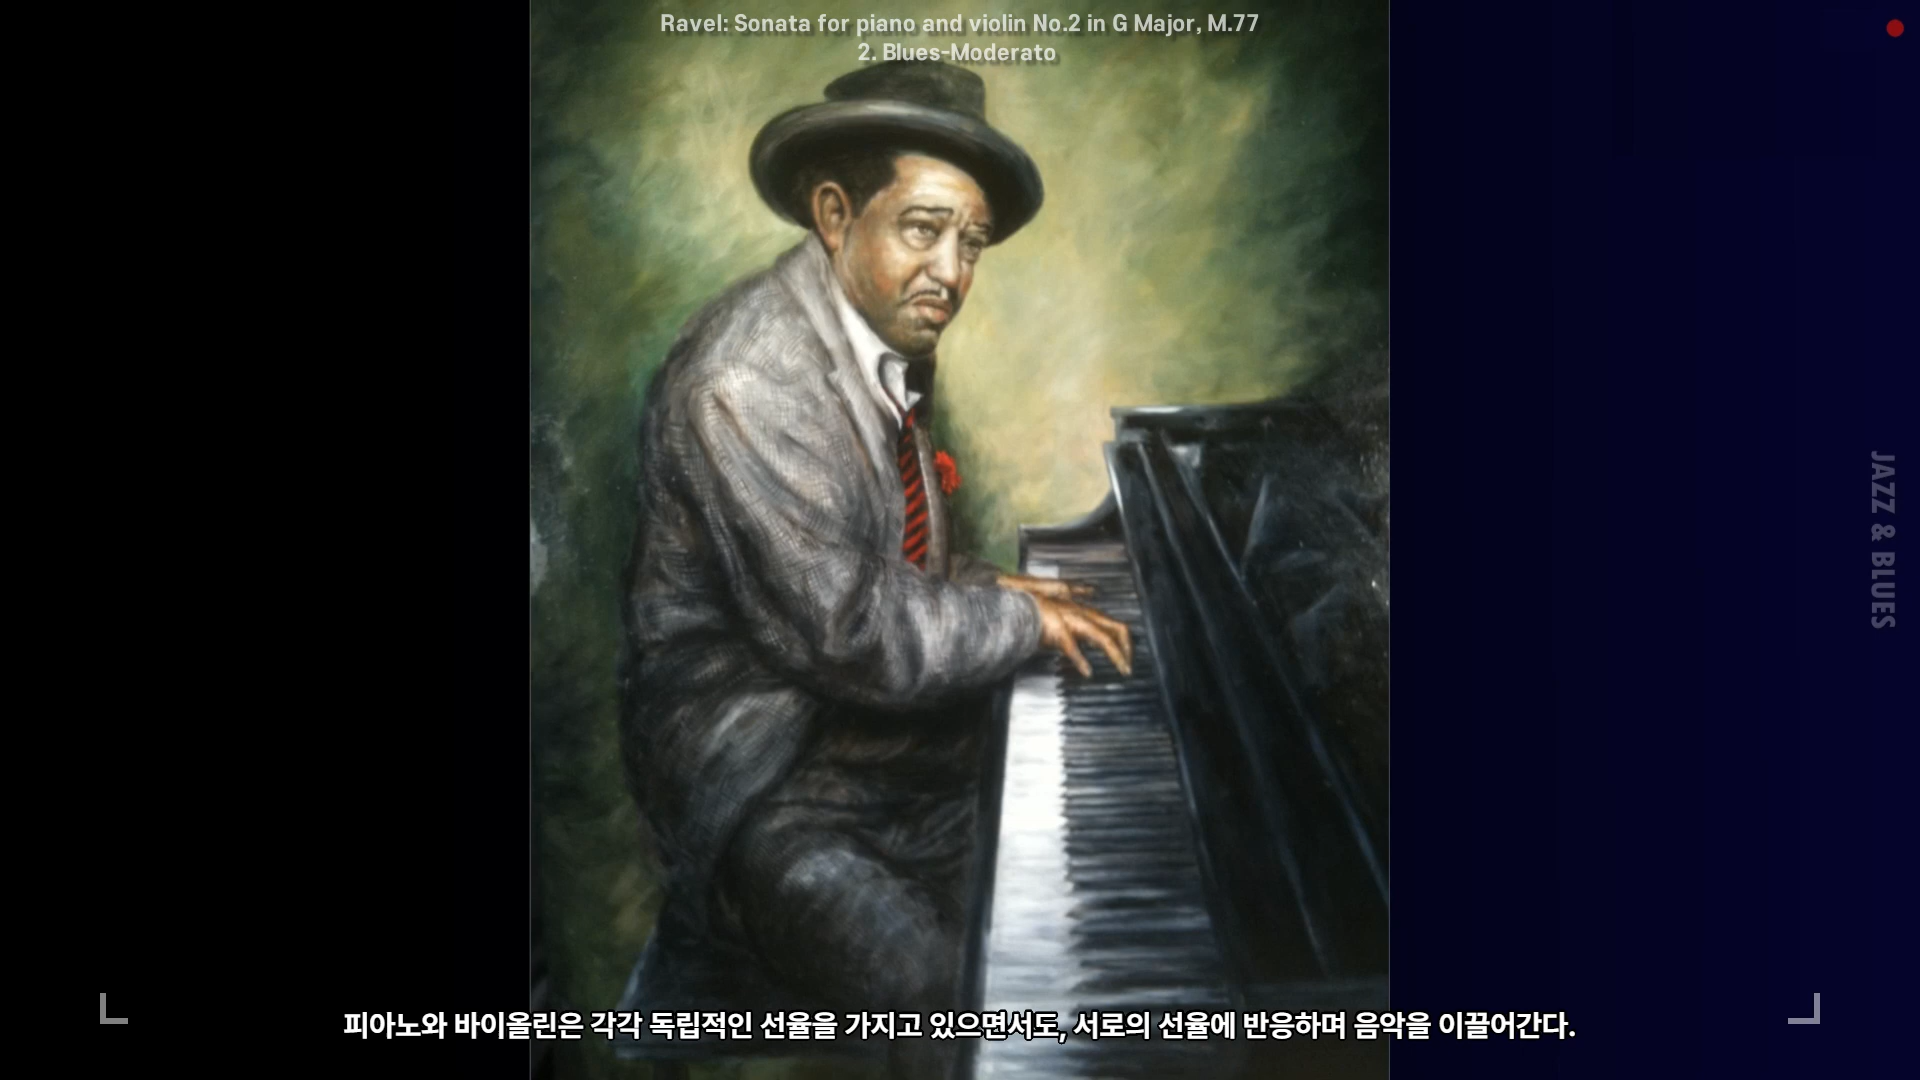 Ravel: Sonata for piano and violin No.2 in G Major, M.77
2. Blues-Moderato
JAZZ & BLUES
피아노와 바이올린은 각각 독립적인 선율을 가지고 있으면서도, 서로의 선율에 반응하며 음악을 이끌어간다.